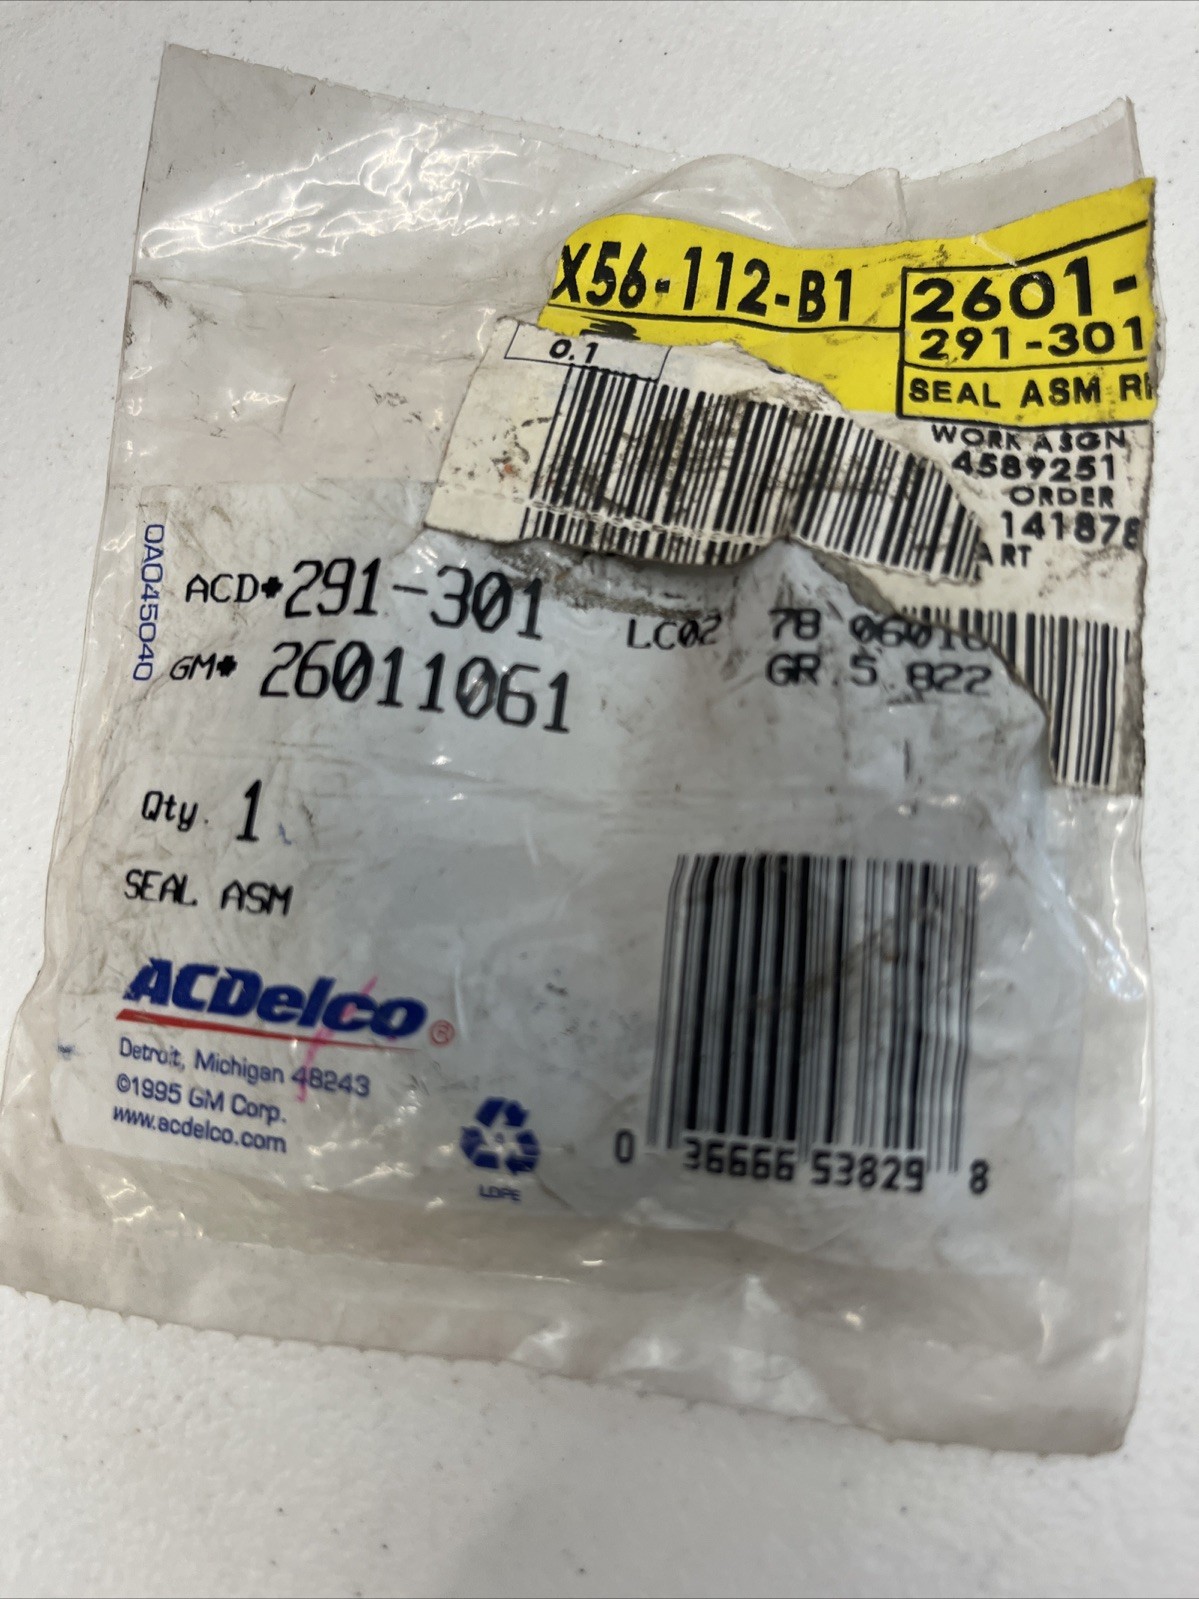 X56-112-B1
2601-
291-301
SEAL ASM
0.1
WORK ASGN
4589251
ORDER
141878
ART
0A045040
ACD# 291-301
LC02 78
GM# 26011061
GR. 5 822
Qty. 1
SEAL ASM
ACDelco®
Detroit, Michigan 48243
©1995 GM Corp.
www.acdelco.com
LDPE
0 36666 53829 8